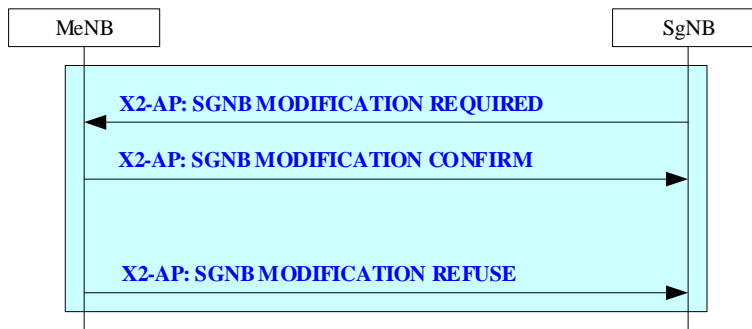 MeNB
SgNB
X2-AP: SGNB MODIFICATION REQUIRED
X2-AP: SGNB MODIFICATION CONFIRM
X2-AP: SGNB MODIFICATION REFUSE